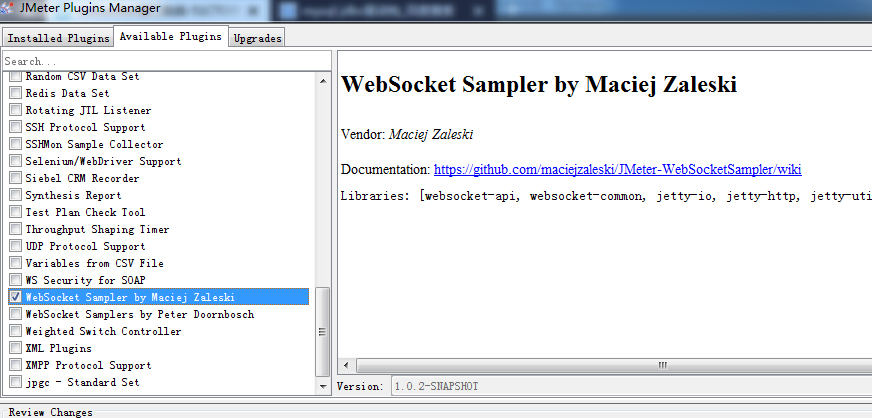 JMeter Plugins Manager
Installed Plugins Available Plugins Upgrades
Search...
Random CSV Data Set
Redis Data Set
Rotating JTL Listener
SSH Protocol Support
SSHMon Sample Collector
Selenium/WebDriver Support
Siebel CRM Recorder
Synthesis Report
Test Plan Check Tool
Throughput Shaping Timer
UDP Protocol Support
Variables from CSV File
WS Security for SOAP
WebSocket Sampler by Maciej Zaleski
WebSocket Samplers by Peter Doornbosch
Weighted Switch Controller
XML Plugins
XMPP Protocol Support
jpgc - Standard Set
WebSocket Sampler by Maciej Zaleski
Vendor: Maciej Zaleski
Documentation: https://github.com/maciejzaleski/JMeter-WebSocketSampler/wiki
Libraries: [websocket-api, websocket-common, jetty-io, jetty-http, jetty-uti
Version: 1.0.2-SNAPSHOT
Review Changes